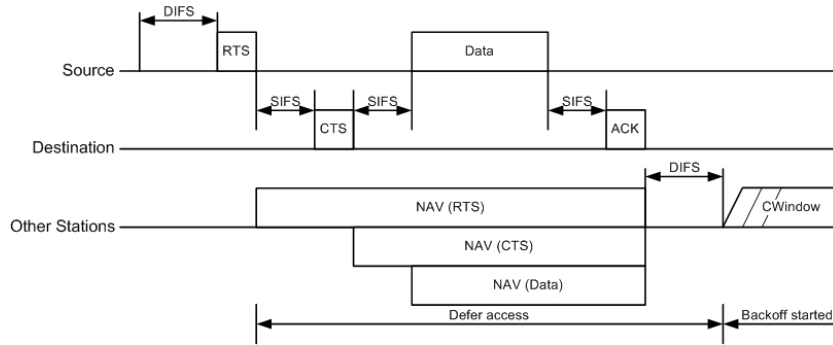 DIFS
RTS
Data
Source
SIFS
SIFS
SIFS
CTS
ACK
Destination
DIFS
NAV (RTS)
CWindow
Other Stations
NAV (CTS)
NAV (Data)
Defer access
Backoff started